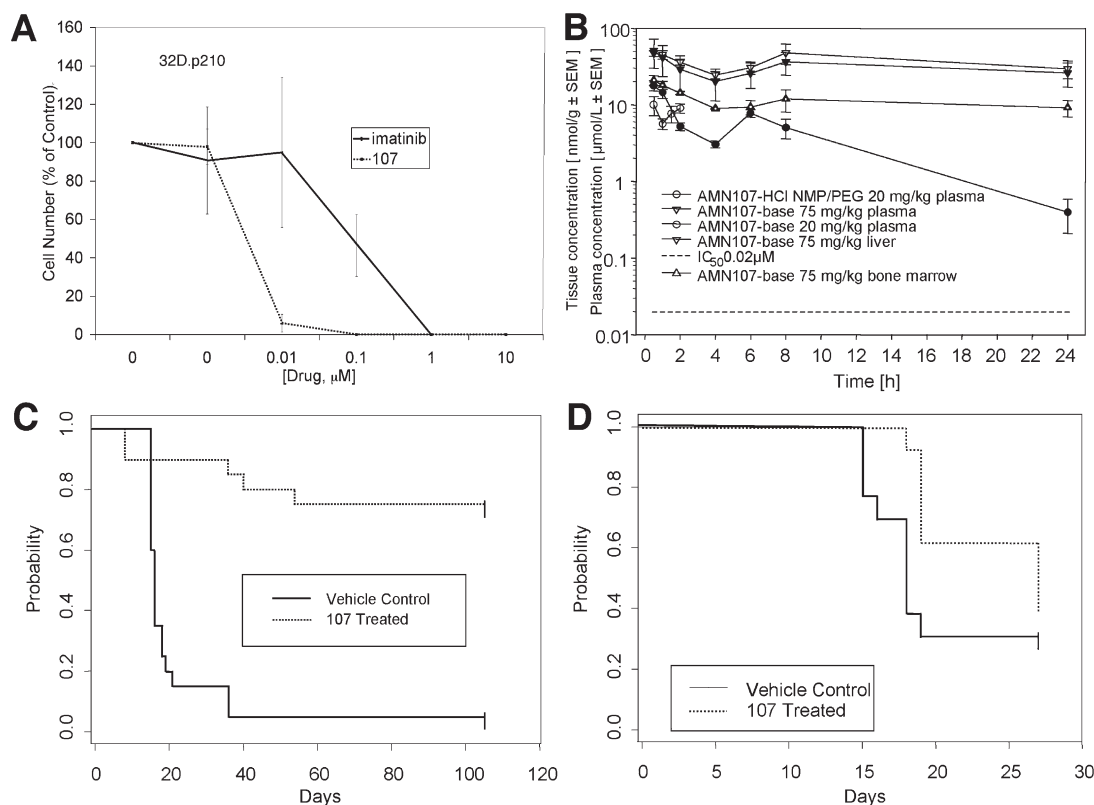 A
160
140
120
100
80
60
40
20
0
Cell Number (% of Control)
32D.p210
imatinib
107
0 0 0.01 0.1 1 10
[Drug, μM]
B
100
10
1
0.1
0.01
Tissue concentration [nmol/g ± SEM]
Plasma concentration [μmol/L ± SEM]
AMN107-HCl NMP/PEG 20 mg/kg plasma
AMN107-base 75 mg/kg plasma
AMN107-base 20 mg/kg plasma
AMN107-base 75 mg/kg liver
IC50 0.02μM
AMN107-base 75 mg/kg bone marrow
0 2 4 6 8 10 12 14 16 18 20 22 24
Time [h]
C
1.0
0.8
0.6
0.4
0.2
0.0
Probability
Vehicle Control
107 Treated
0 20 40 60 80 100 120
Days
D
1.0
0.8
0.6
0.4
0.2
0.0
Probability
Vehicle Control
107 Treated
0 5 10 15 20 25 30
Days